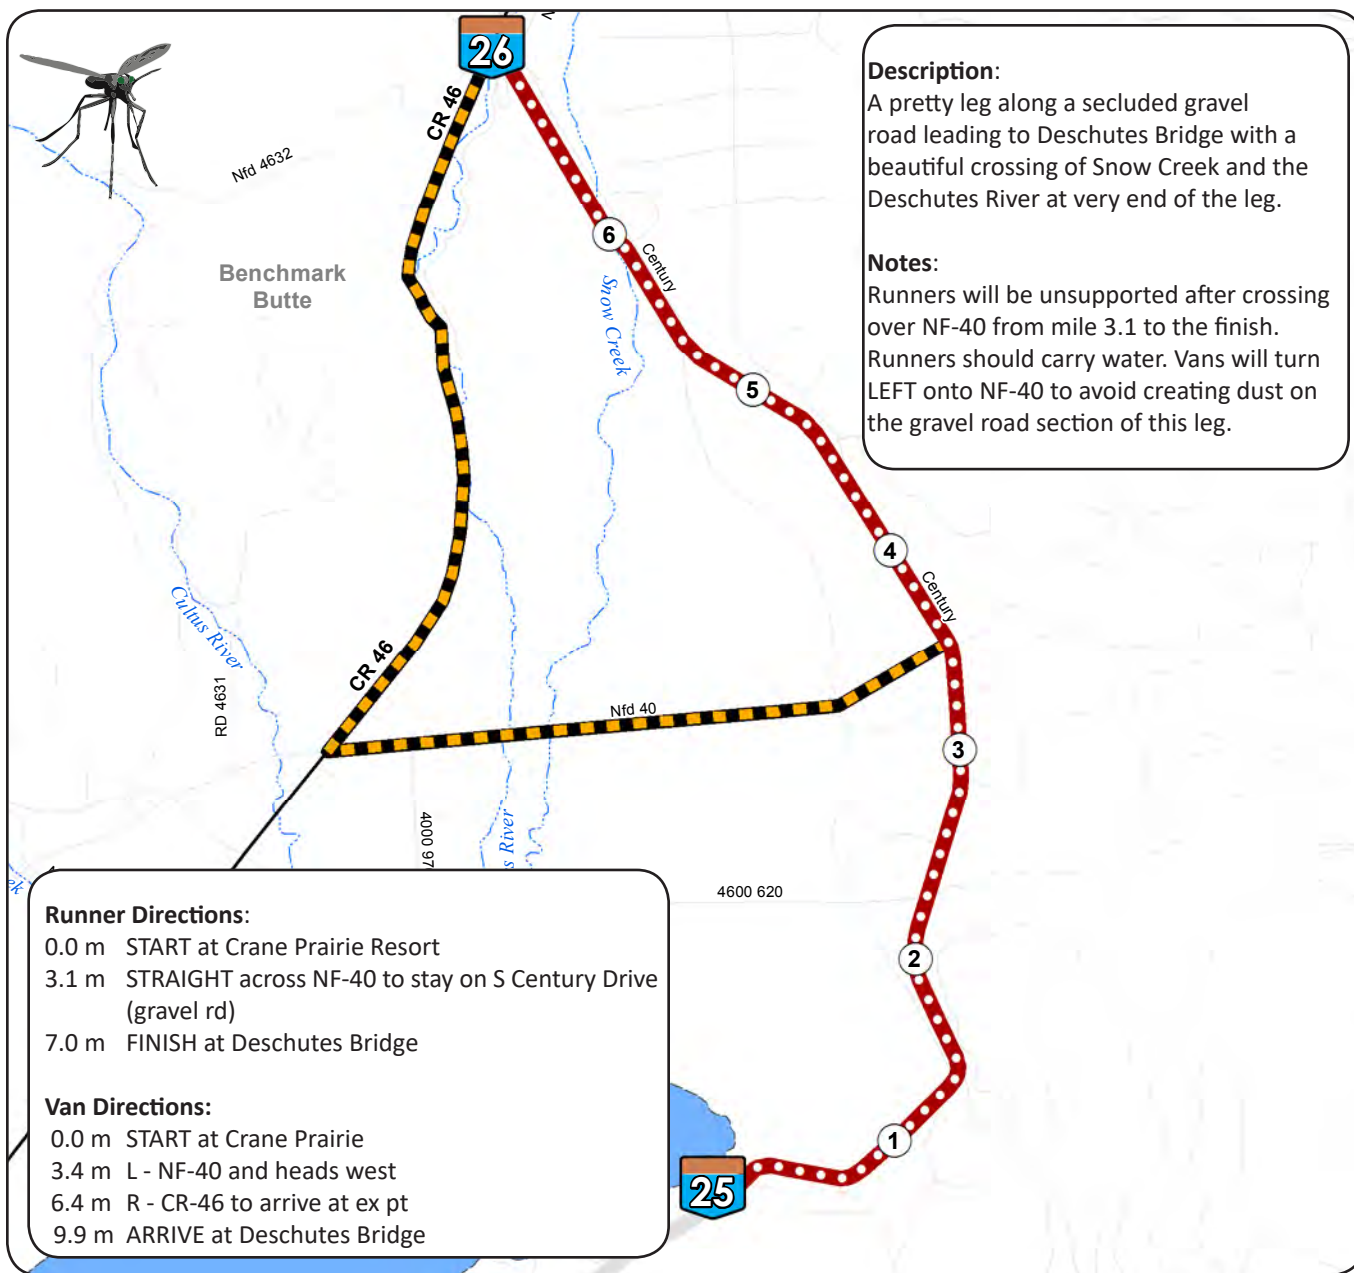 26
CR 46
Nfd 4632
Benchmark
Butte
Description:
A pretty leg along a secluded gravel
road leading to Deschutes Bridge with a
beautiful crossing of Snow Creek and the
Deschutes River at very end of the leg.
Notes:
Runners will be unsupported after crossing
over NF-40 from mile 3.1 to the finish.
Runners should carry water. Vans will turn
LEFT onto NF-40 to avoid creating dust on
the gravel road section of this leg.
6
Century
Snow Creek
5
4
Century
Cultus River
CR 46
RD 4631
Nfd 40
3
4000 97
s River
ek
4600 620
2
1
25
Runner Directions:
0.0 m START at Crane Prairie Resort
3.1 m STRAIGHT across NF-40 to stay on S Century Drive
(gravel rd)
7.0 m FINISH at Deschutes Bridge
Van Directions:
0.0 m START at Crane Prairie
3.4 m L - NF-40 and heads west
6.4 m R - CR-46 to arrive at ex pt
9.9 m ARRIVE at Deschutes Bridge